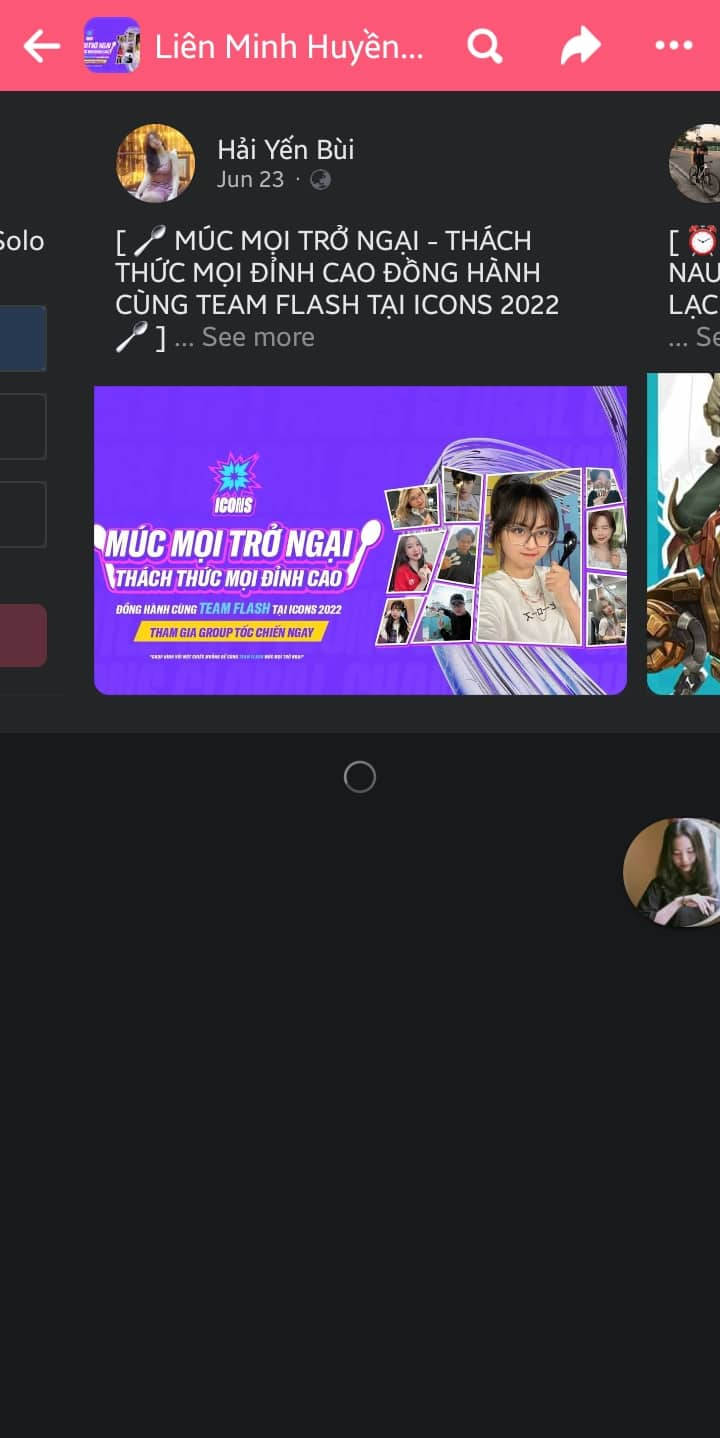 Liên Minh Huyền...
Solo
Hải Yến Bùi
Jun 23 ·
[ MÚC MỌI TRỞ NGẠI - THÁCH
THỨC MỌI ĐỈNH CAO ĐỒNG HÀNH
CÙNG TEAM FLASH TẠI ICONS 2022
] ... See more
[
NAU
LẠC
... Se
ICONS
MÚC MỌI TRỞ NGẠI
THÁCH THỨC MỌI ĐỈNH CAO
ĐỒNG HÀNH CÙNG TEAM FLASH TẠI ICONS 2022
THAM GIA GROUP TỐC CHIẾN NGAY